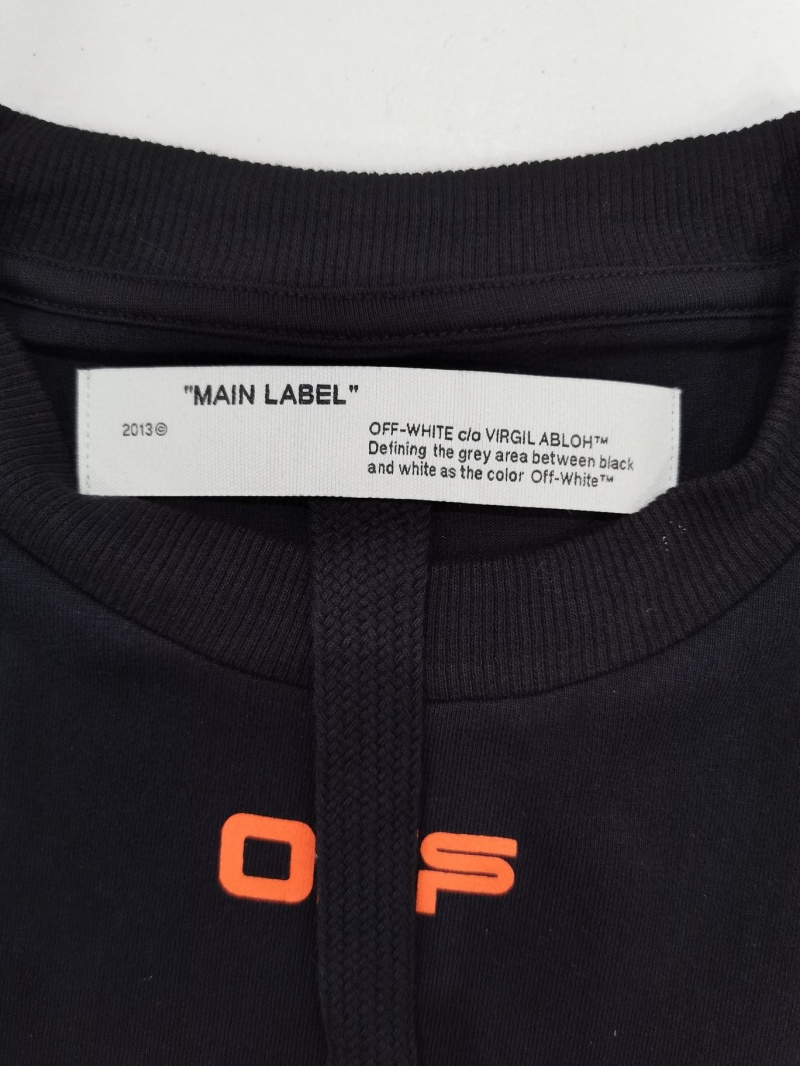 "MAIN LABEL"
2013©
OFF-WHITE c/o VIRGIL ABLOH™
Defining the grey area between black
and white as the color Off-White™